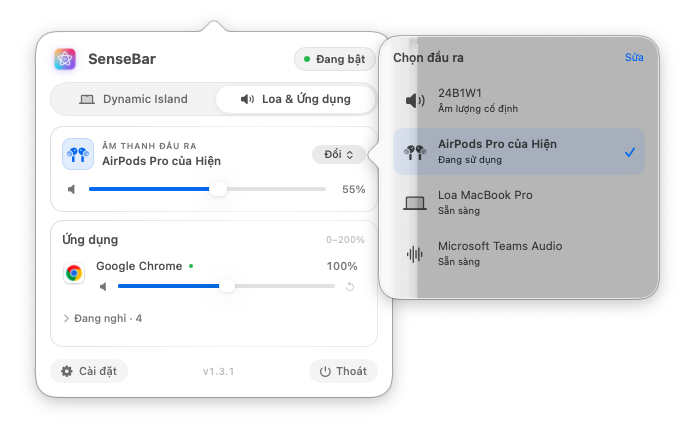 SenseBar
Đang bật
Dynamic Island
Loa & Ứng dụng
ÂM THANH ĐẦU RA
AirPods Pro của Hiện
Đổi
55%
Ứng dụng
0–200%
Google Chrome
100%
Đang nghỉ · 4
Cài đặt
v1.3.1
Thoát
Chọn đầu ra
Sửa
24B1W1
Âm lượng cố định
AirPods Pro của Hiện
Đang sử dụng
Loa MacBook Pro
Sẵn sàng
Microsoft Teams Audio
Sẵn sàng